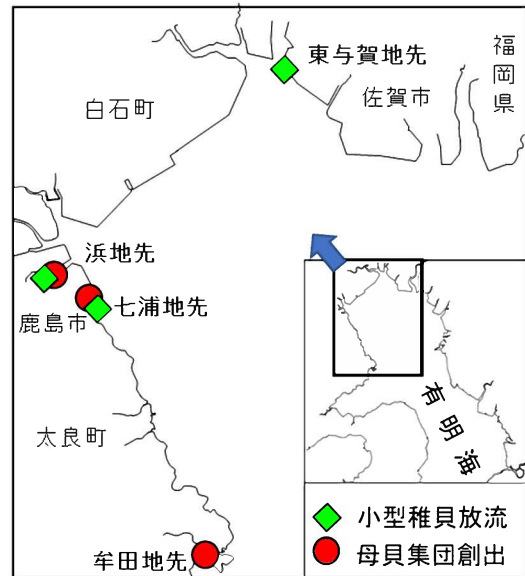 東与賀地先
福岡県
佐賀市
白石町
浜地先
七浦地先
鹿島市
太良町
牟田地先
有明海
小型稚貝放流
母貝集団創出